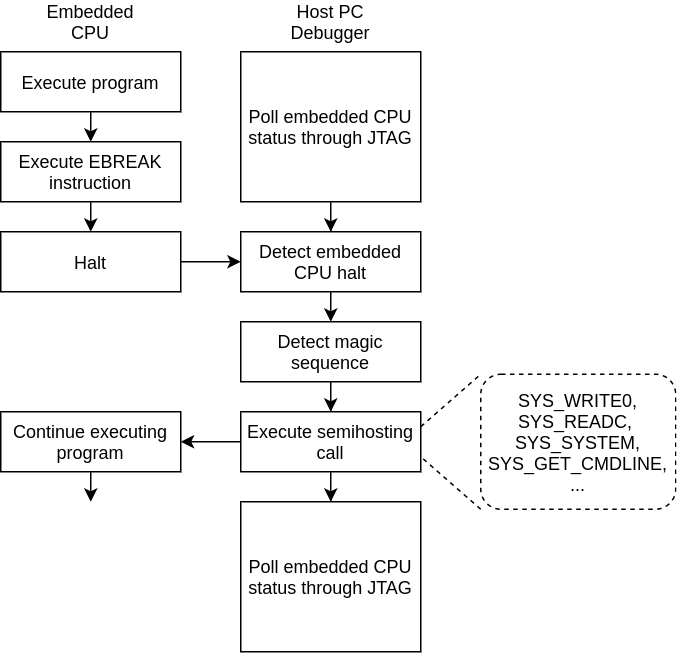 Embedded
CPU
Host PC
Debugger
Execute program
Poll embedded CPU
status through JTAG
Execute EBREAK
instruction
Halt
Detect embedded
CPU halt
Detect magic
sequence
Continue executing
program
Execute semihosting
call
SYS_WRITE0,
SYS_READC,
SYS_SYSTEM,
SYS_GET_CMDLINE,
...
Poll embedded CPU
status through JTAG